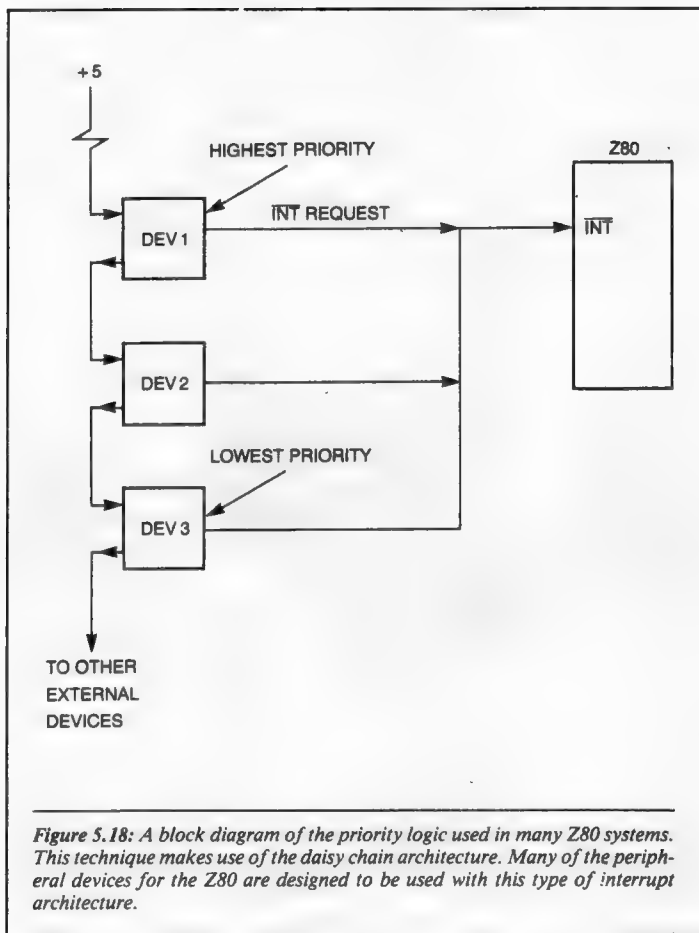 +5
HIGHEST PRIORITY
Z80
I̅N̅T̅ REQUEST
I̅N̅T̅
DEV 1
DEV 2
LOWEST PRIORITY
DEV 3
TO OTHER
EXTERNAL
DEVICES
Figure 5.18: A block diagram of the priority logic used in many Z80 systems.
This technique makes use of the daisy chain architecture. Many of the periph-
eral devices for the Z80 are designed to be used with this type of interrupt
architecture.